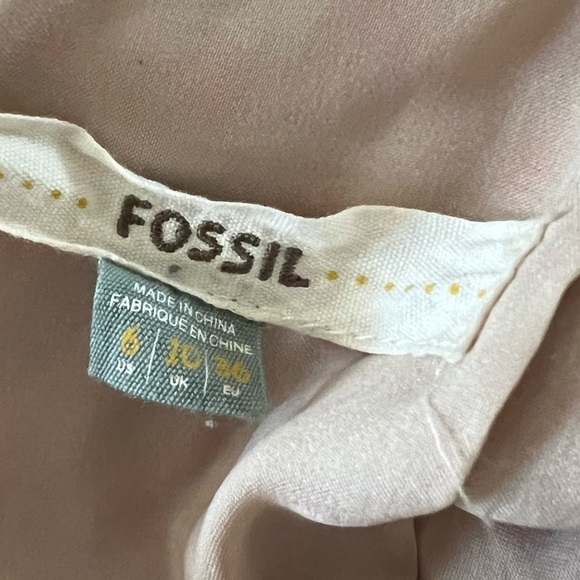 FOSSIL
MADE IN CHINA
FABRIQUE EN CHINE
6 10 36
US UK EU